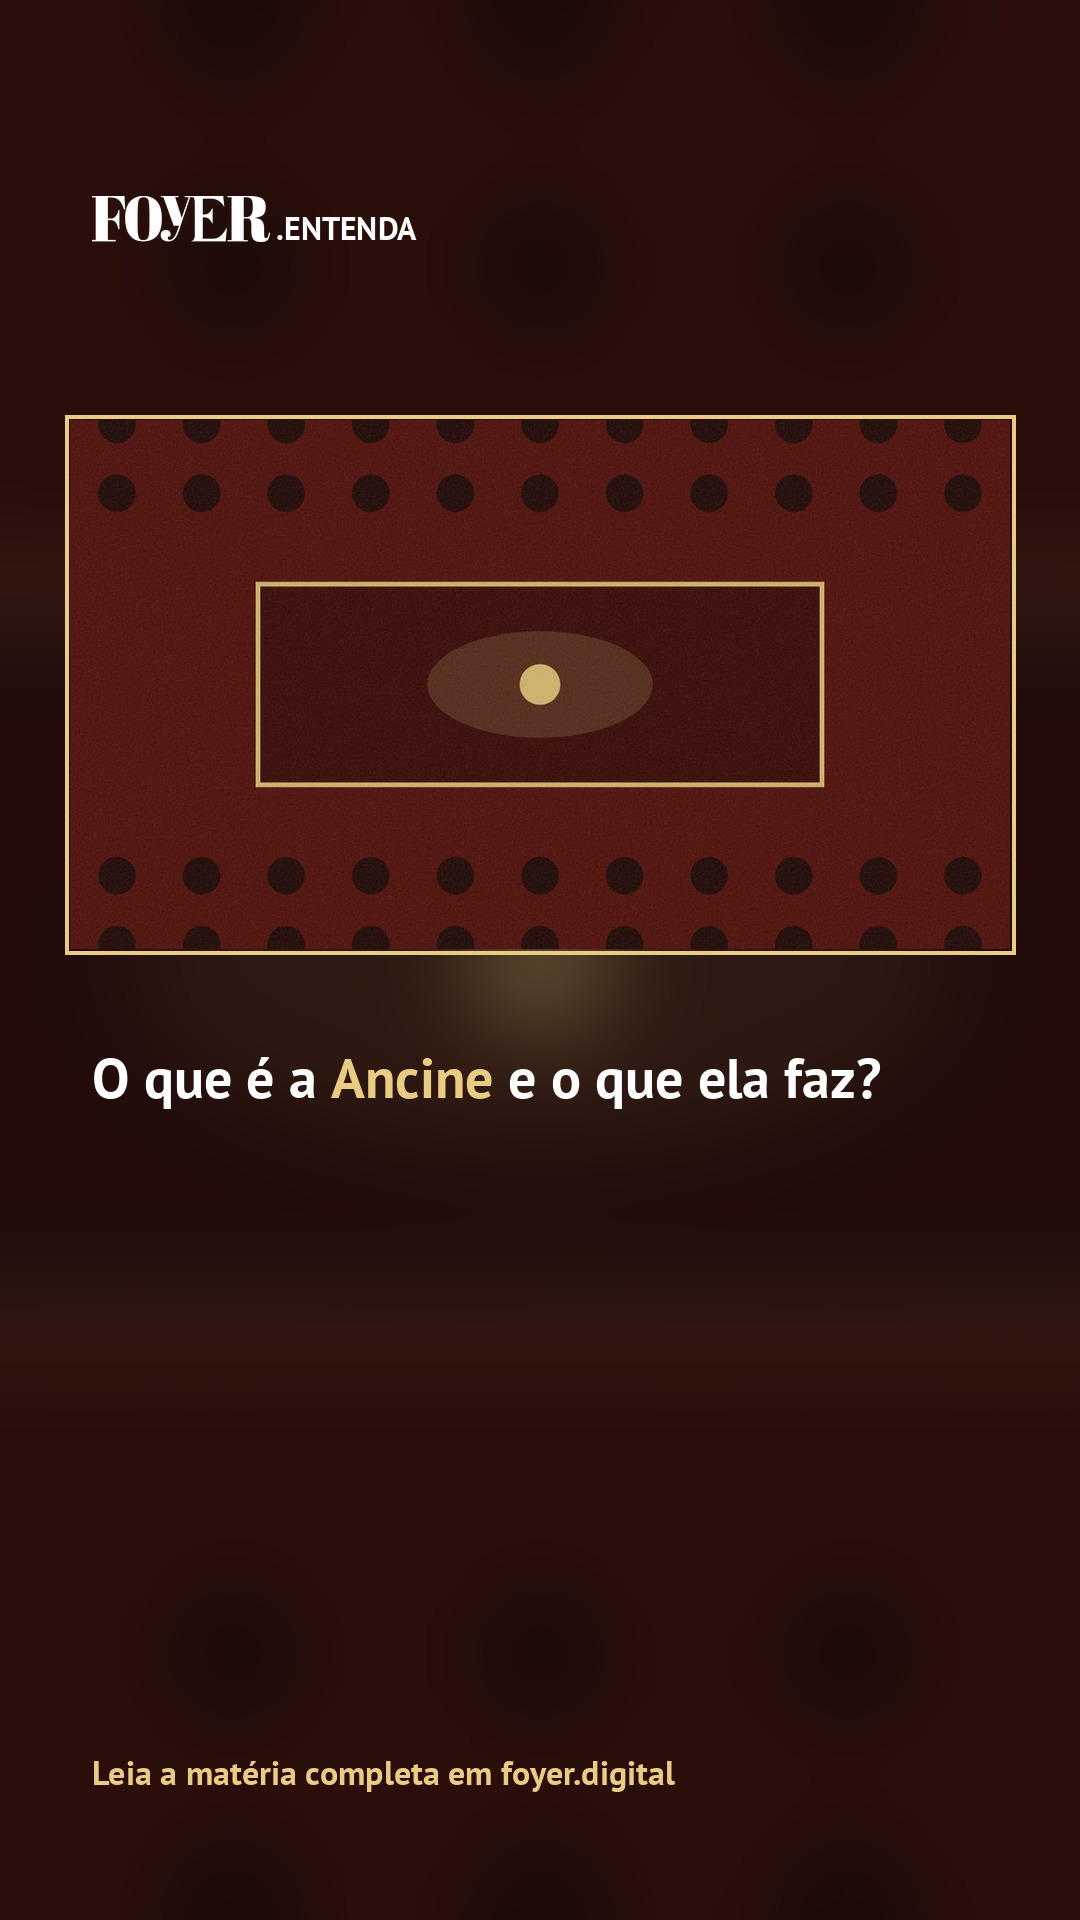 FOYER .ENTENDA
O que é a Ancine e o que ela faz?
Leia a matéria completa em foyer.digital